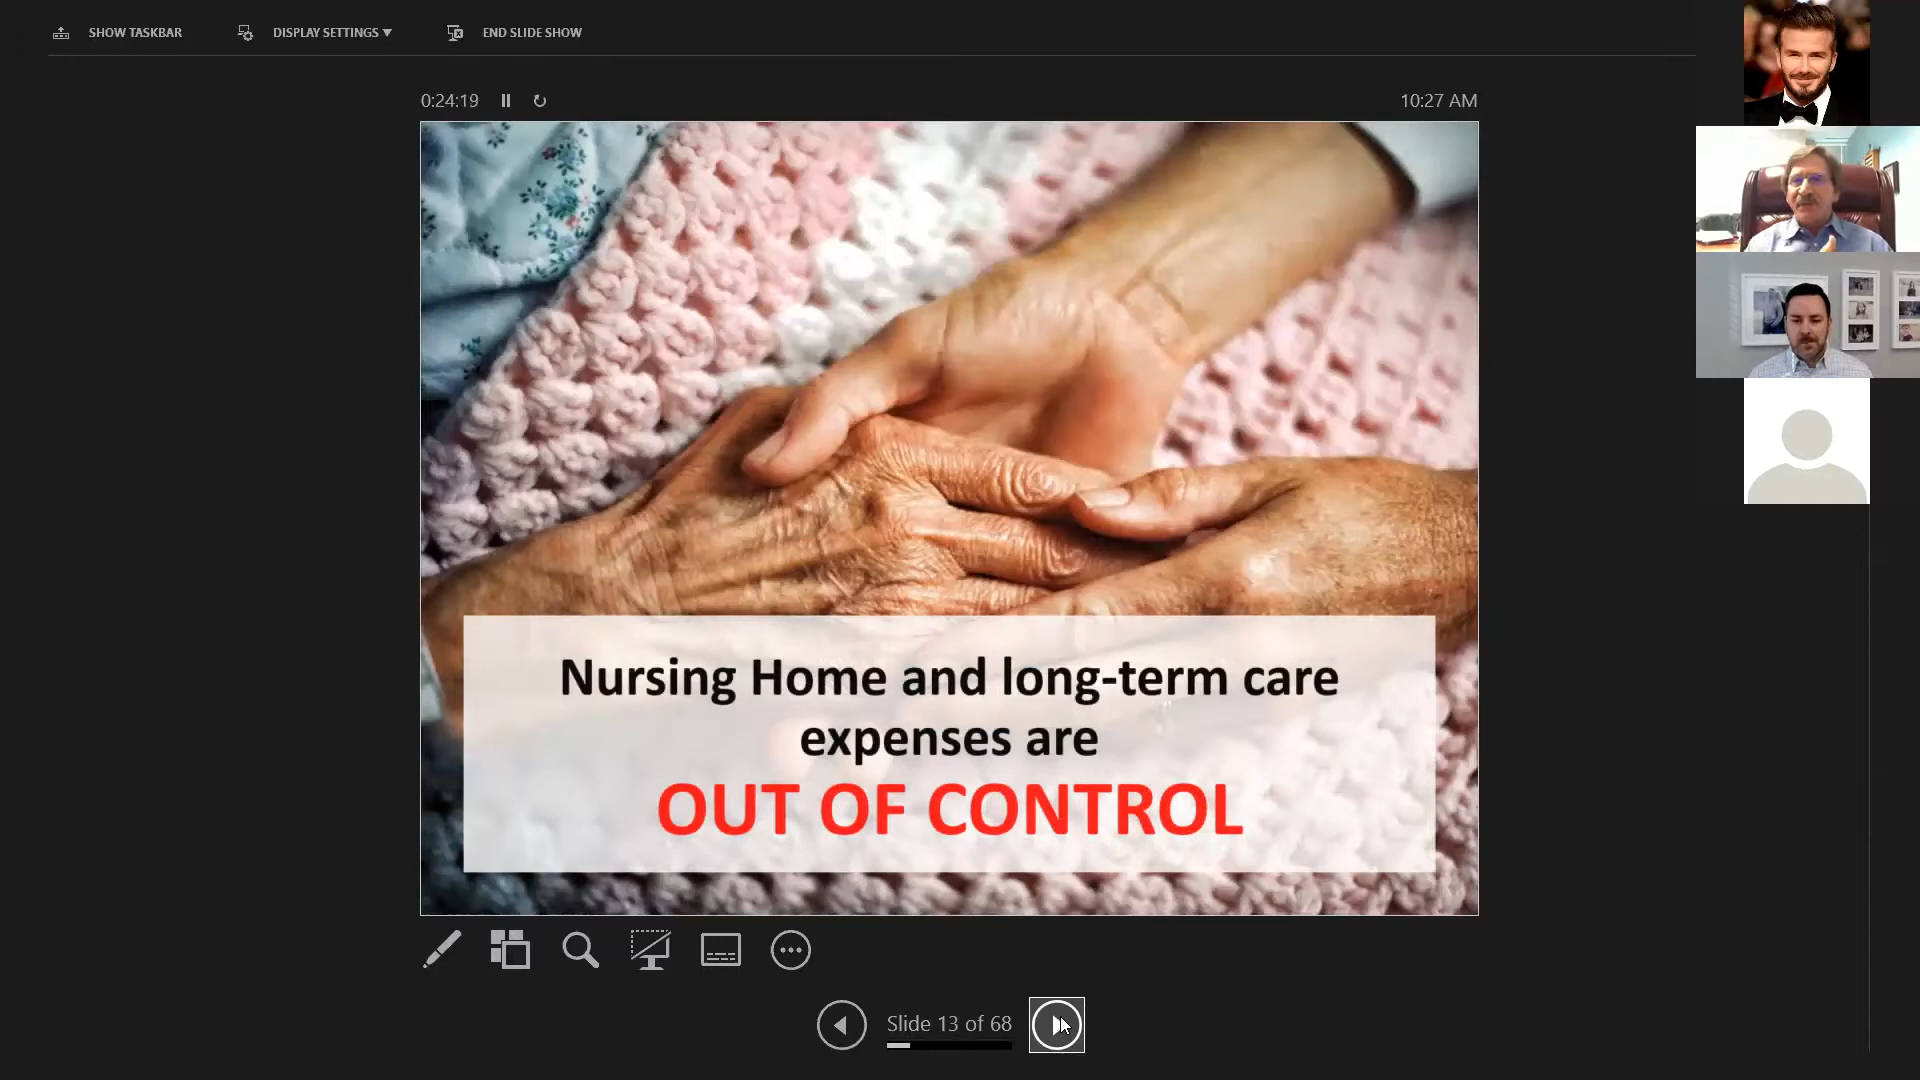 SHOW TASKBAR
DISPLAY SETTINGS ▼
END SLIDE SHOW
0:24:19
10:27 AM
Nursing Home and long-term care
expenses are
OUT OF CONTROL
Slide 13 of 68